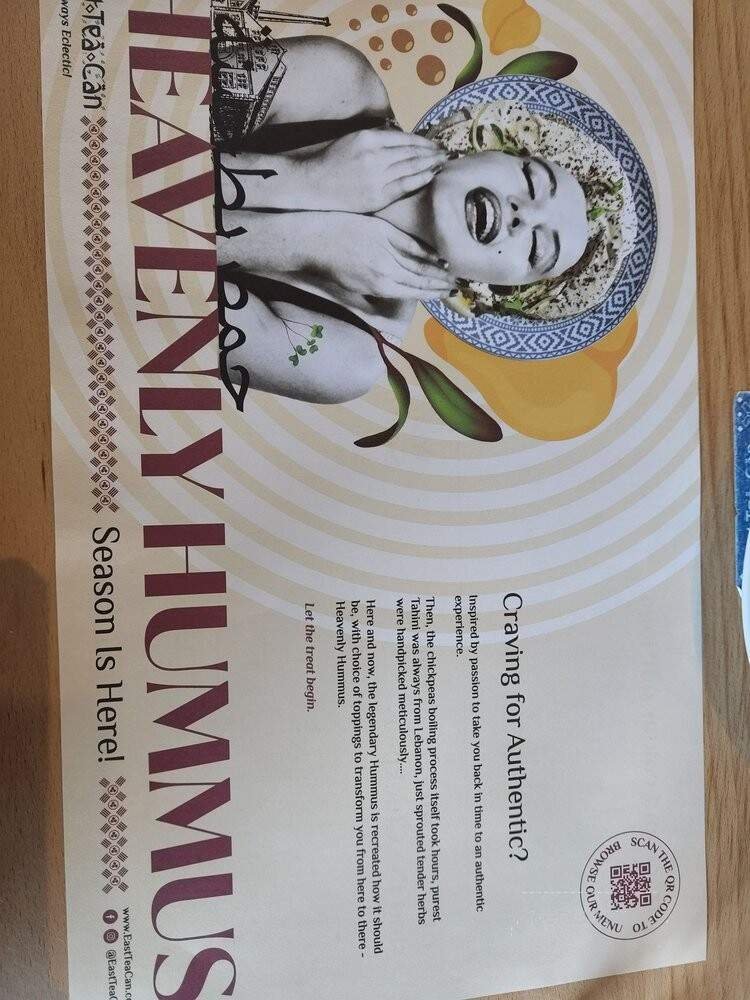 SCAN THE QR CODE TO
BROWSE OUR MENU
Craving for Authentic?
Inspired by passion to take you back in time to an authentic
experience.
Then, the chickpeas boiling process itself took hours, purest
Tahini was always from Lebanon, just sprouted tender herbs
were handpicked meticulously....
Here and now, the legendary Hummus is recreated how it should
be, with choice of toppings to transform you from here to there -
Heavenly Hummus.
Let the treat begin.
HEAVENLY HUMMUS
Tëä Cän
ways Eclectic!
Season Is Here!
www.EastTeaCan.co
@EastTeaC